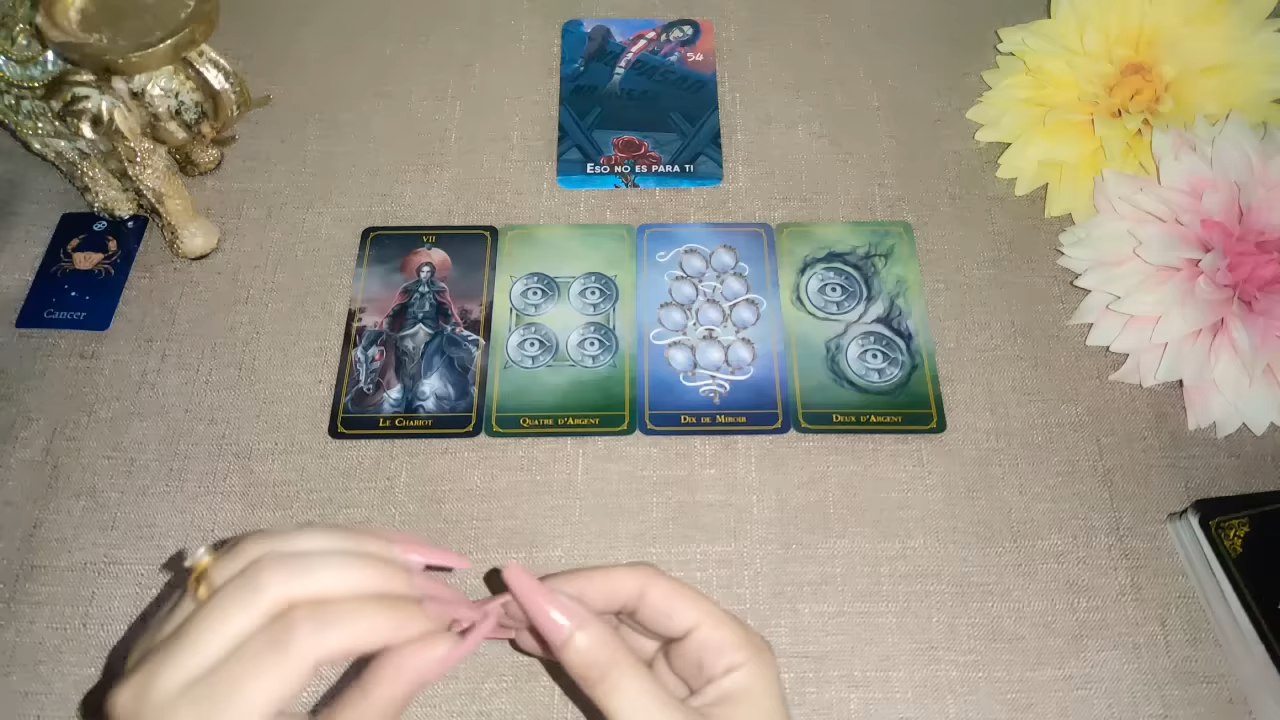 54
ESO NO ES PARA TI
Cancer
VII
LE CHARIOT
QUATRE D'ARGENT
DIX DE MIROIR
DEUX D'ARGENT